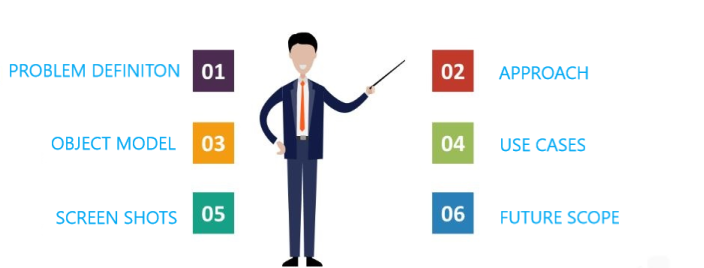 PROBLEM DEFINITON 01
02 APPROACH
OBJECT MODEL 03
04 USE CASES
SCREEN SHOTS 05
06 FUTURE SCOPE